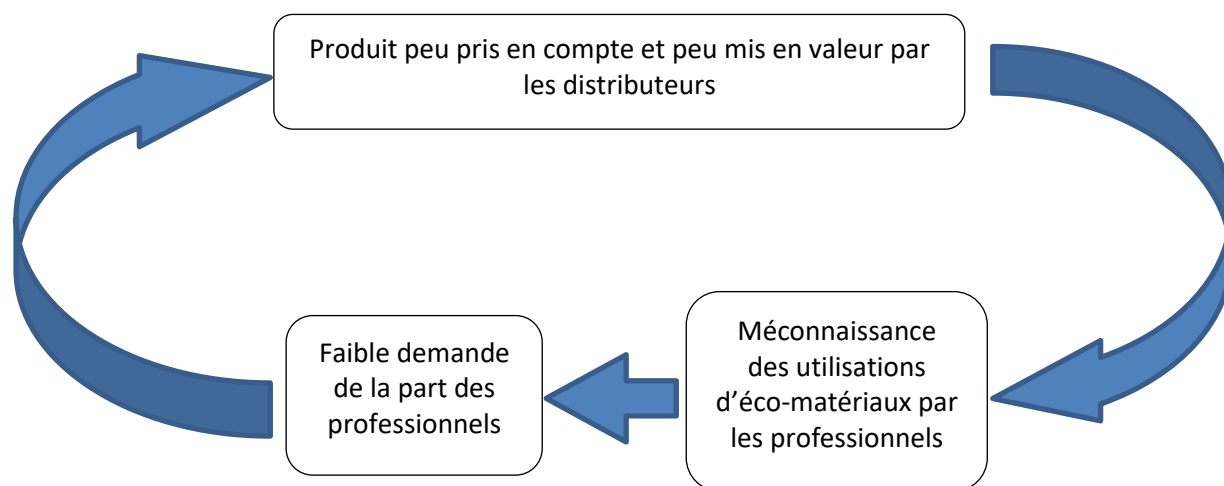 Produit peu pris en compte et peu mis en valeur par
les distributeurs
Faible demande
de la part des
professionnels
Méconnaissance
des utilisations
d’éco-matériaux par
les professionnels